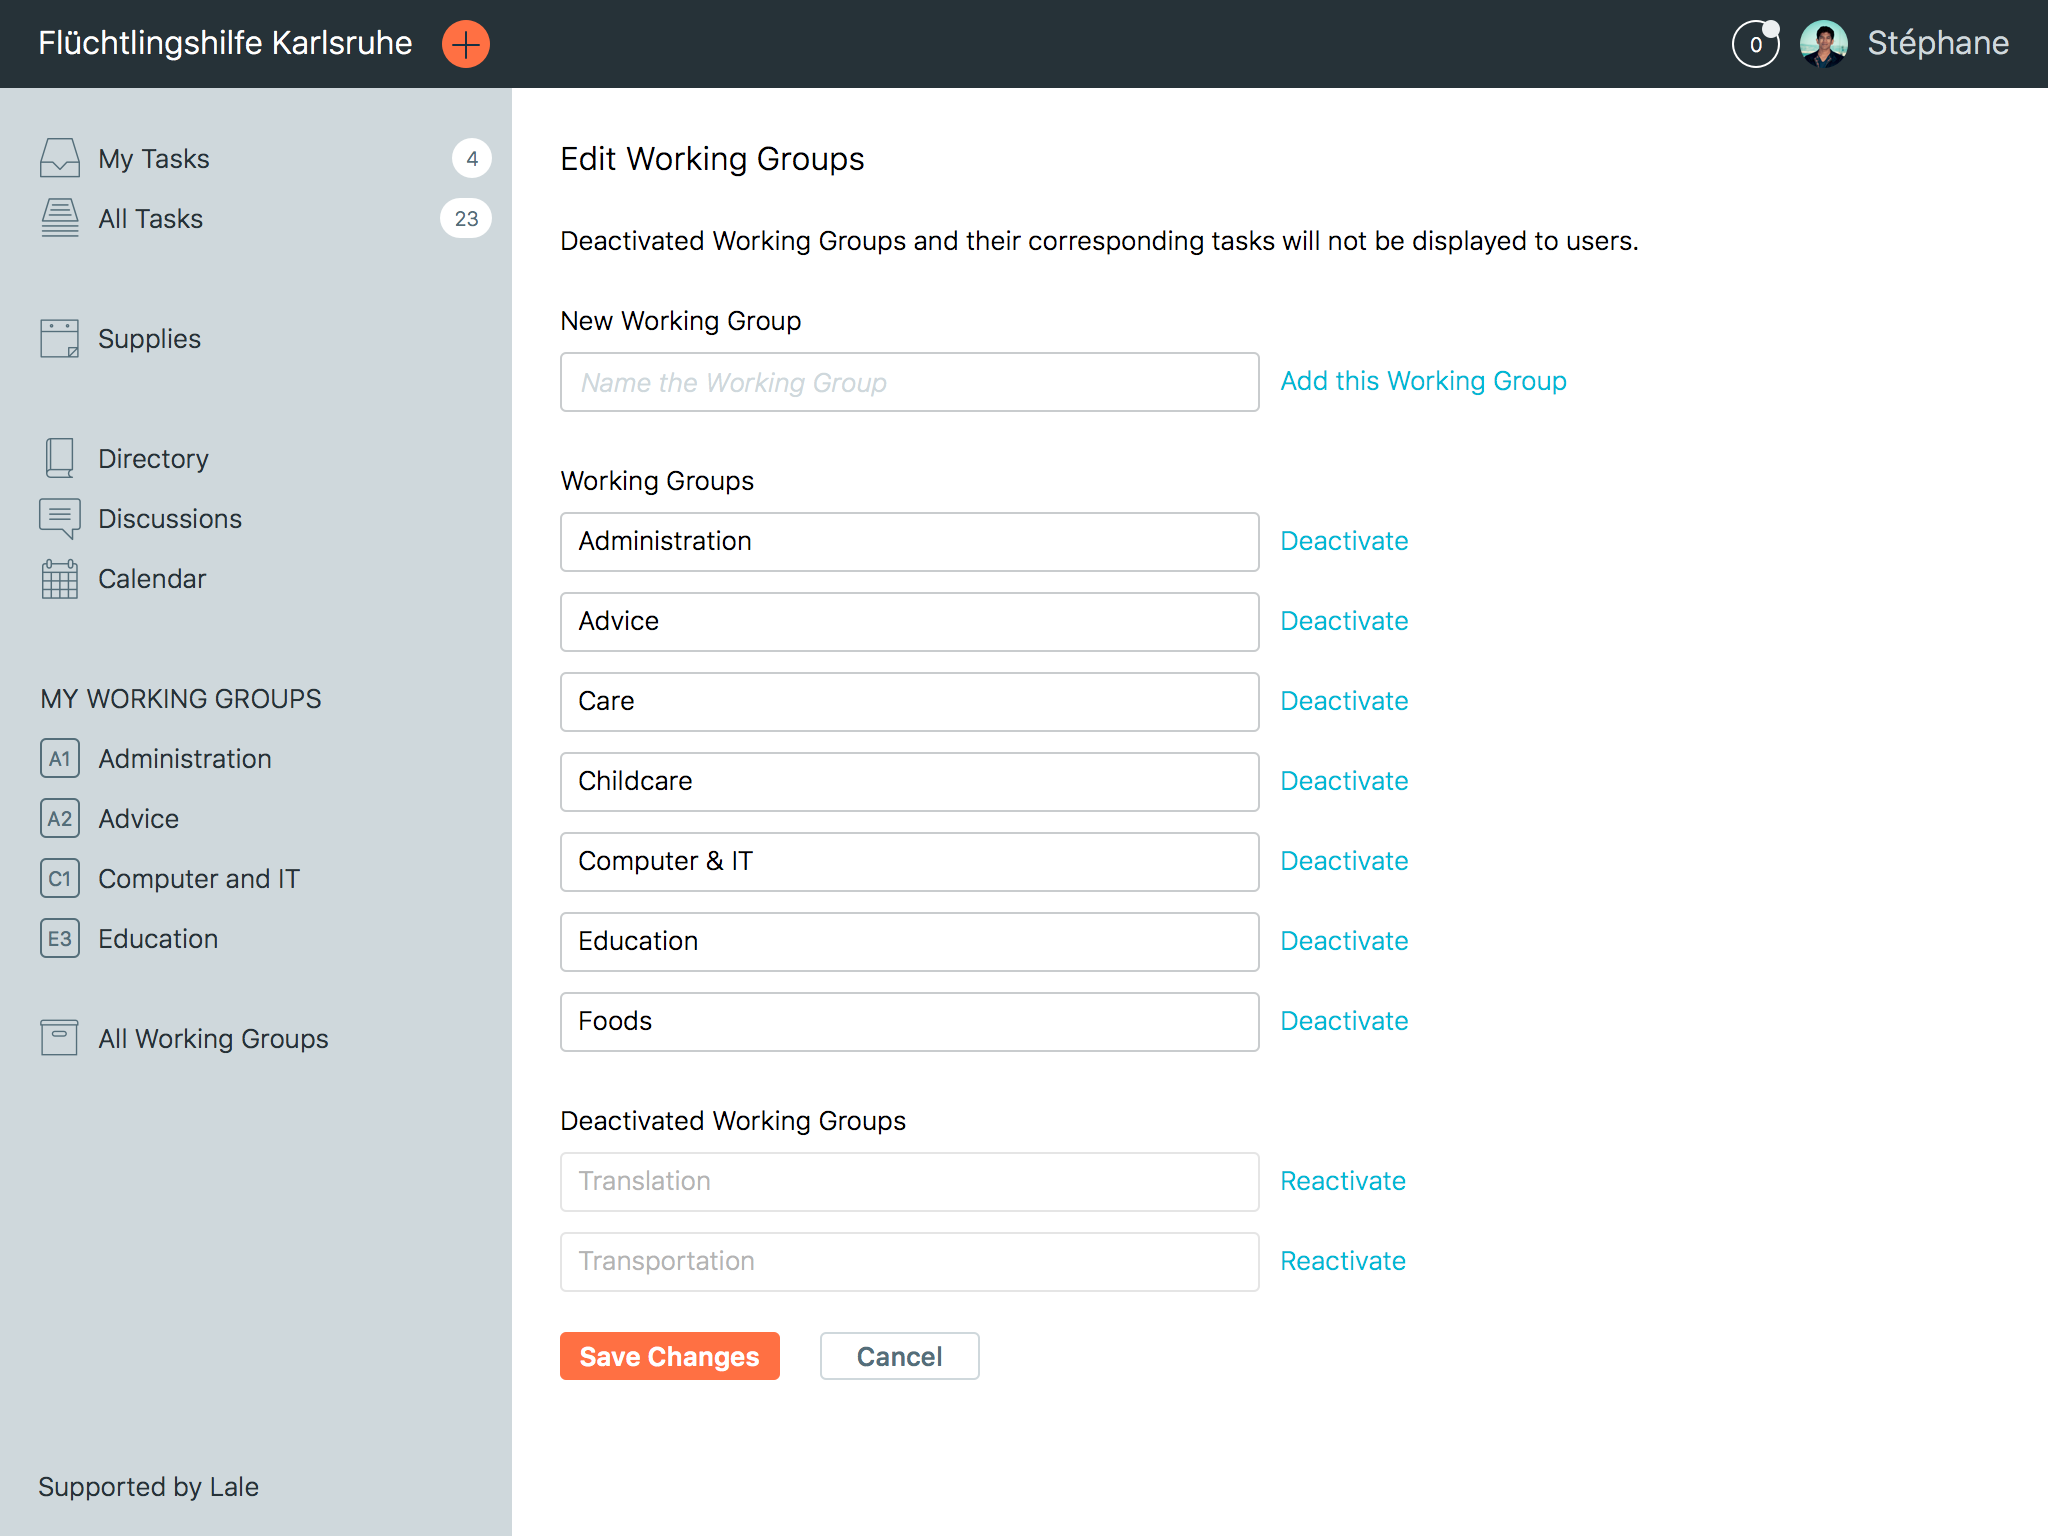 Flüchtlingshilfe Karlsruhe
0
Stéphane
My Tasks
4
All Tasks
23
Supplies
Directory
Discussions
Calendar
MY WORKING GROUPS
A1 Administration
A2 Advice
C1 Computer and IT
E3 Education
All Working Groups
Supported by Lale
Edit Working Groups
Deactivated Working Groups and their corresponding tasks will not be displayed to users.
New Working Group
Name the Working Group
Add this Working Group
Working Groups
Administration
Deactivate
Advice
Deactivate
Care
Deactivate
Childcare
Deactivate
Computer & IT
Deactivate
Education
Deactivate
Foods
Deactivate
Deactivated Working Groups
Translation
Reactivate
Transportation
Reactivate
Save Changes
Cancel